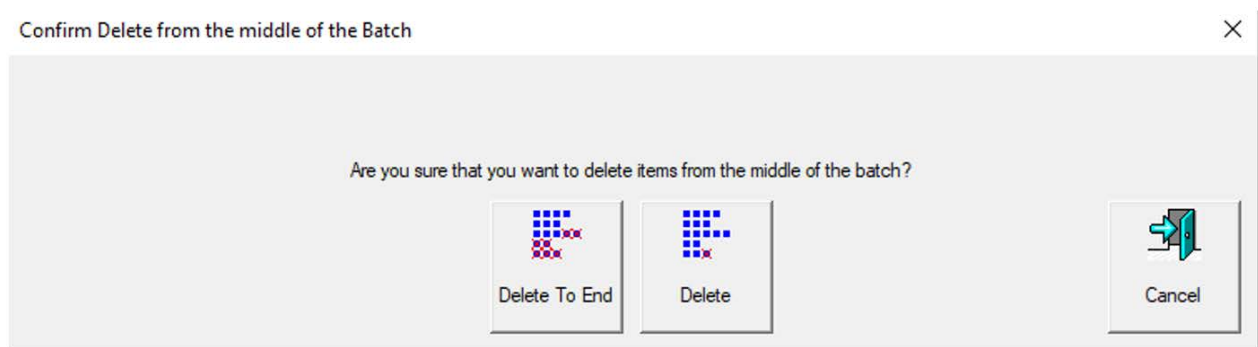 Confirm Delete from the middle of the Batch
Are you sure that you want to delete items from the middle of the batch?
Delete To End
Delete
Cancel